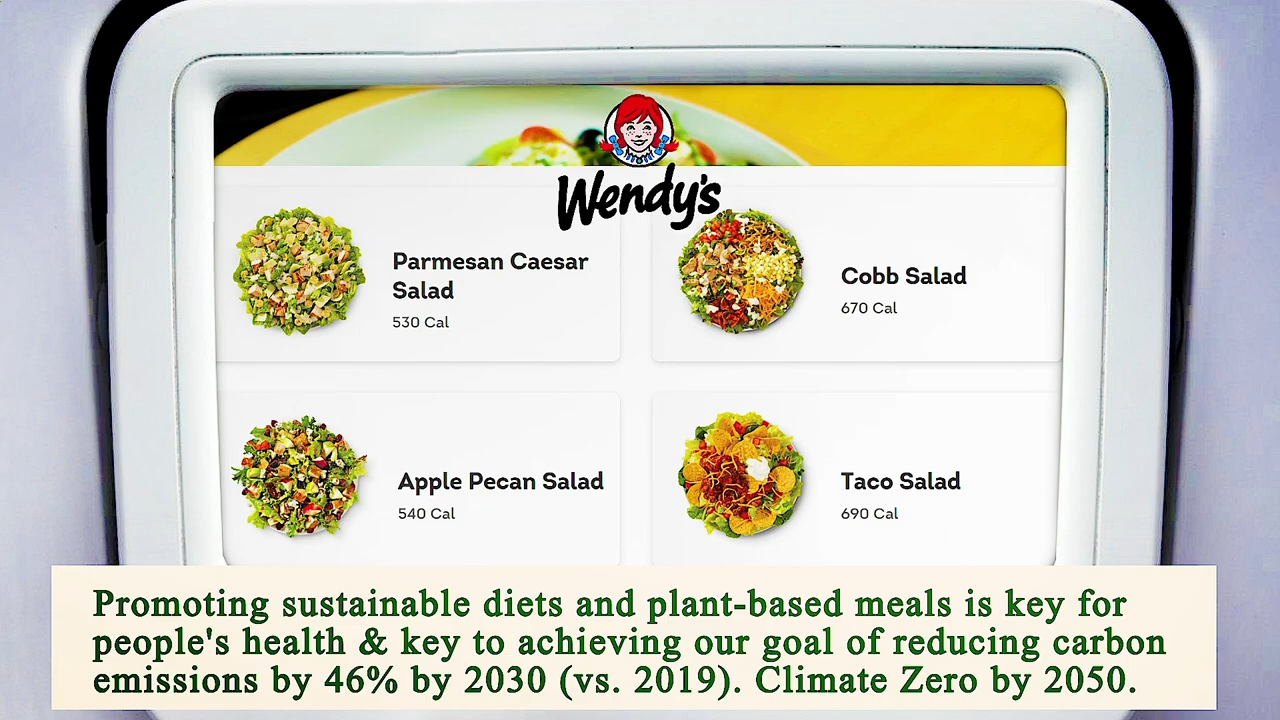 Wendy's
Parmesan Caesar
Salad
530 Cal
Cobb Salad
670 Cal
Apple Pecan Salad
540 Cal
Taco Salad
690 Cal
Promoting sustainable diets and plant-based meals is key for
people's health & key to achieving our goal of reducing carbon
emissions by 46% by 2030 (vs. 2019). Climate Zero by 2050.